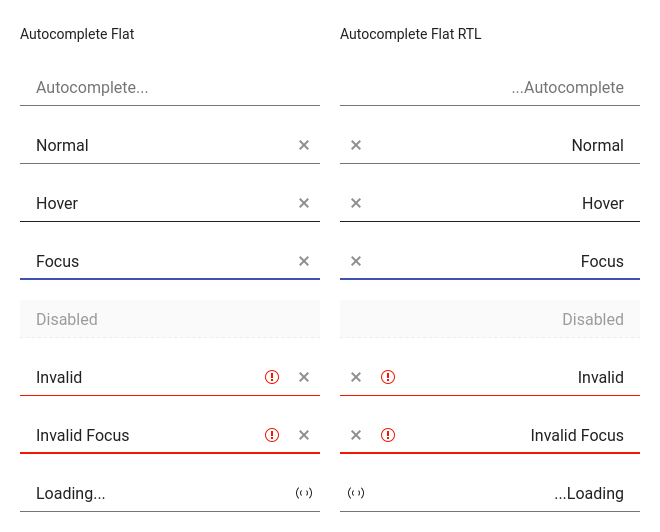 Autocomplete Flat
Autocomplete Flat RTL
Autocomplete...
...Autocomplete
Normal
Normal
Hover
Hover
Focus
Focus
Disabled
Disabled
Invalid
Invalid
Invalid Focus
Invalid Focus
Loading...
...Loading